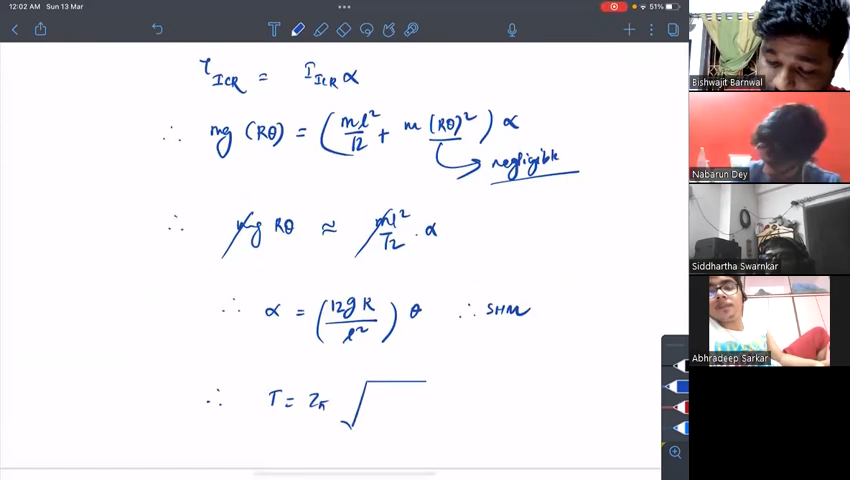 12:02 AM Sun 13 Mar
51%
τ_ICR = I_ICR α
∴ mg (Rθ) = (ml²/12 + m (Rθ)²) α
negligible
∴ mg Rθ ≈ ml²/12 · α
∴ α = (12gR/l²) θ ∴ SHM
∴ T = 2π √
Bishwajit Barnwal
Nabarun Dey
Siddhartha Swarnkar
Abhradeep Sarkar